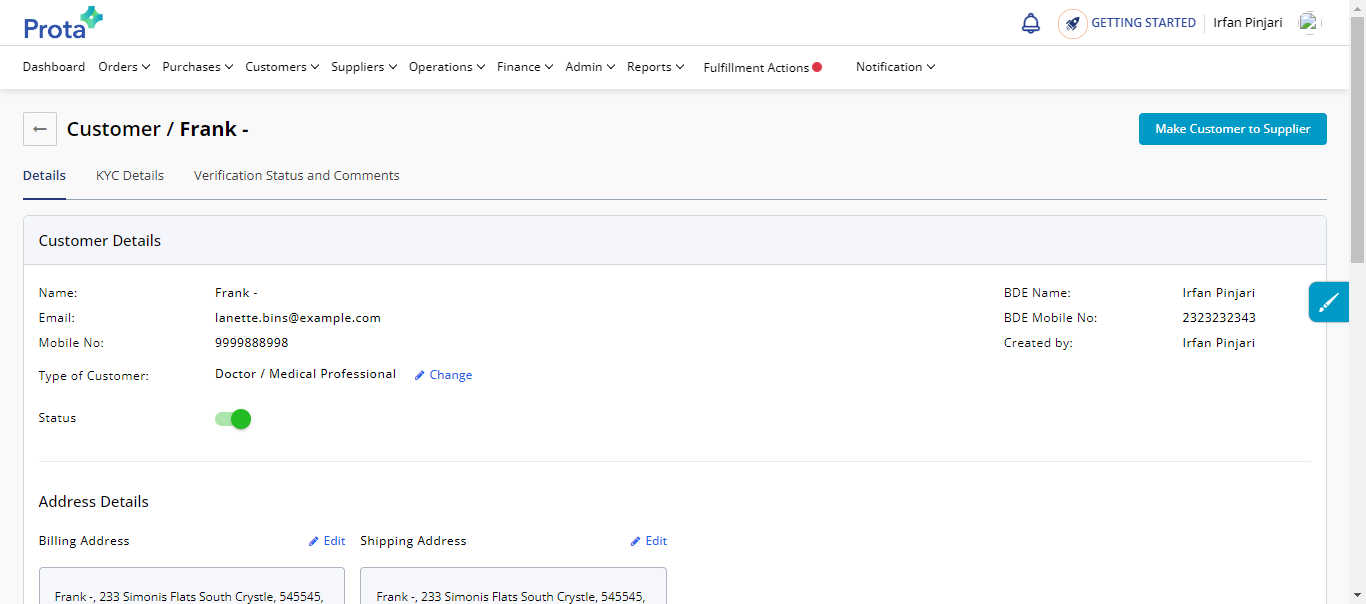 Prota
GETTING STARTED Irfan Pinjari
Dashboard Orders Purchases Customers Suppliers Operations Finance Admin Reports Fulfillment Actions Notification
Customer / Frank -
Make Customer to Supplier
Details KYC Details Verification Status and Comments
Customer Details
Name: Frank - BDE Name: Irfan Pinjari
Email: lanette.bins@example.com BDE Mobile No: 2323232343
Mobile No: 9999888998 Created by: Irfan Pinjari
Type of Customer: Doctor / Medical Professional Change
Status
Address Details
Billing Address Edit Shipping Address Edit
Frank -, 233 Simonis Flats South Crystle, 545545, Frank -, 233 Simonis Flats South Crystle, 545545,